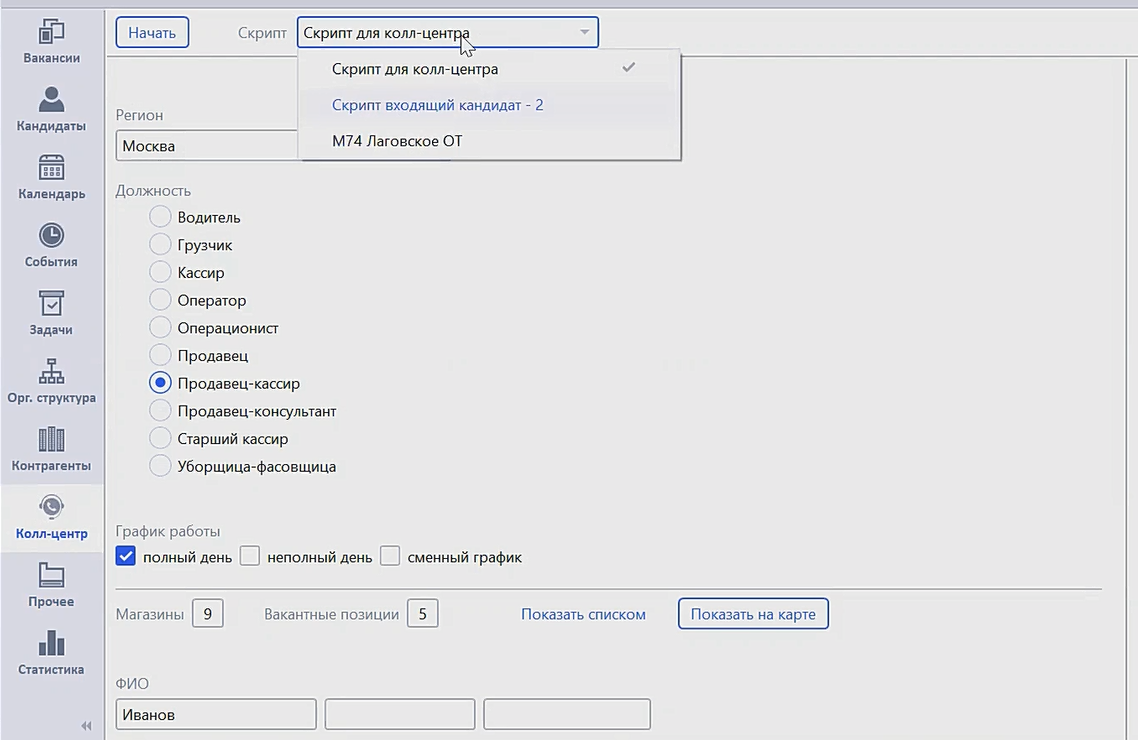 Вакансии
Кандидаты
Календарь
События
Задачи
Орг. структура
Контрагенты
Колл-центр
Прочее
Статистика
Начать
Скрипт
Скрипт для колл-центра
Скрипт для колл-центра
Скрипт входящий кандидат - 2
М74 Лаговское ОТ
Регион
Москва
Должность
Водитель
Грузчик
Кассир
Оператор
Операционист
Продавец
Продавец-кассир
Продавец-консультант
Старший кассир
Уборщица-фасовщица
График работы
полный день неполный день сменный график
Магазины 9 Вакантные позиции 5 Показать списком Показать на карте
ФИО
Иванов